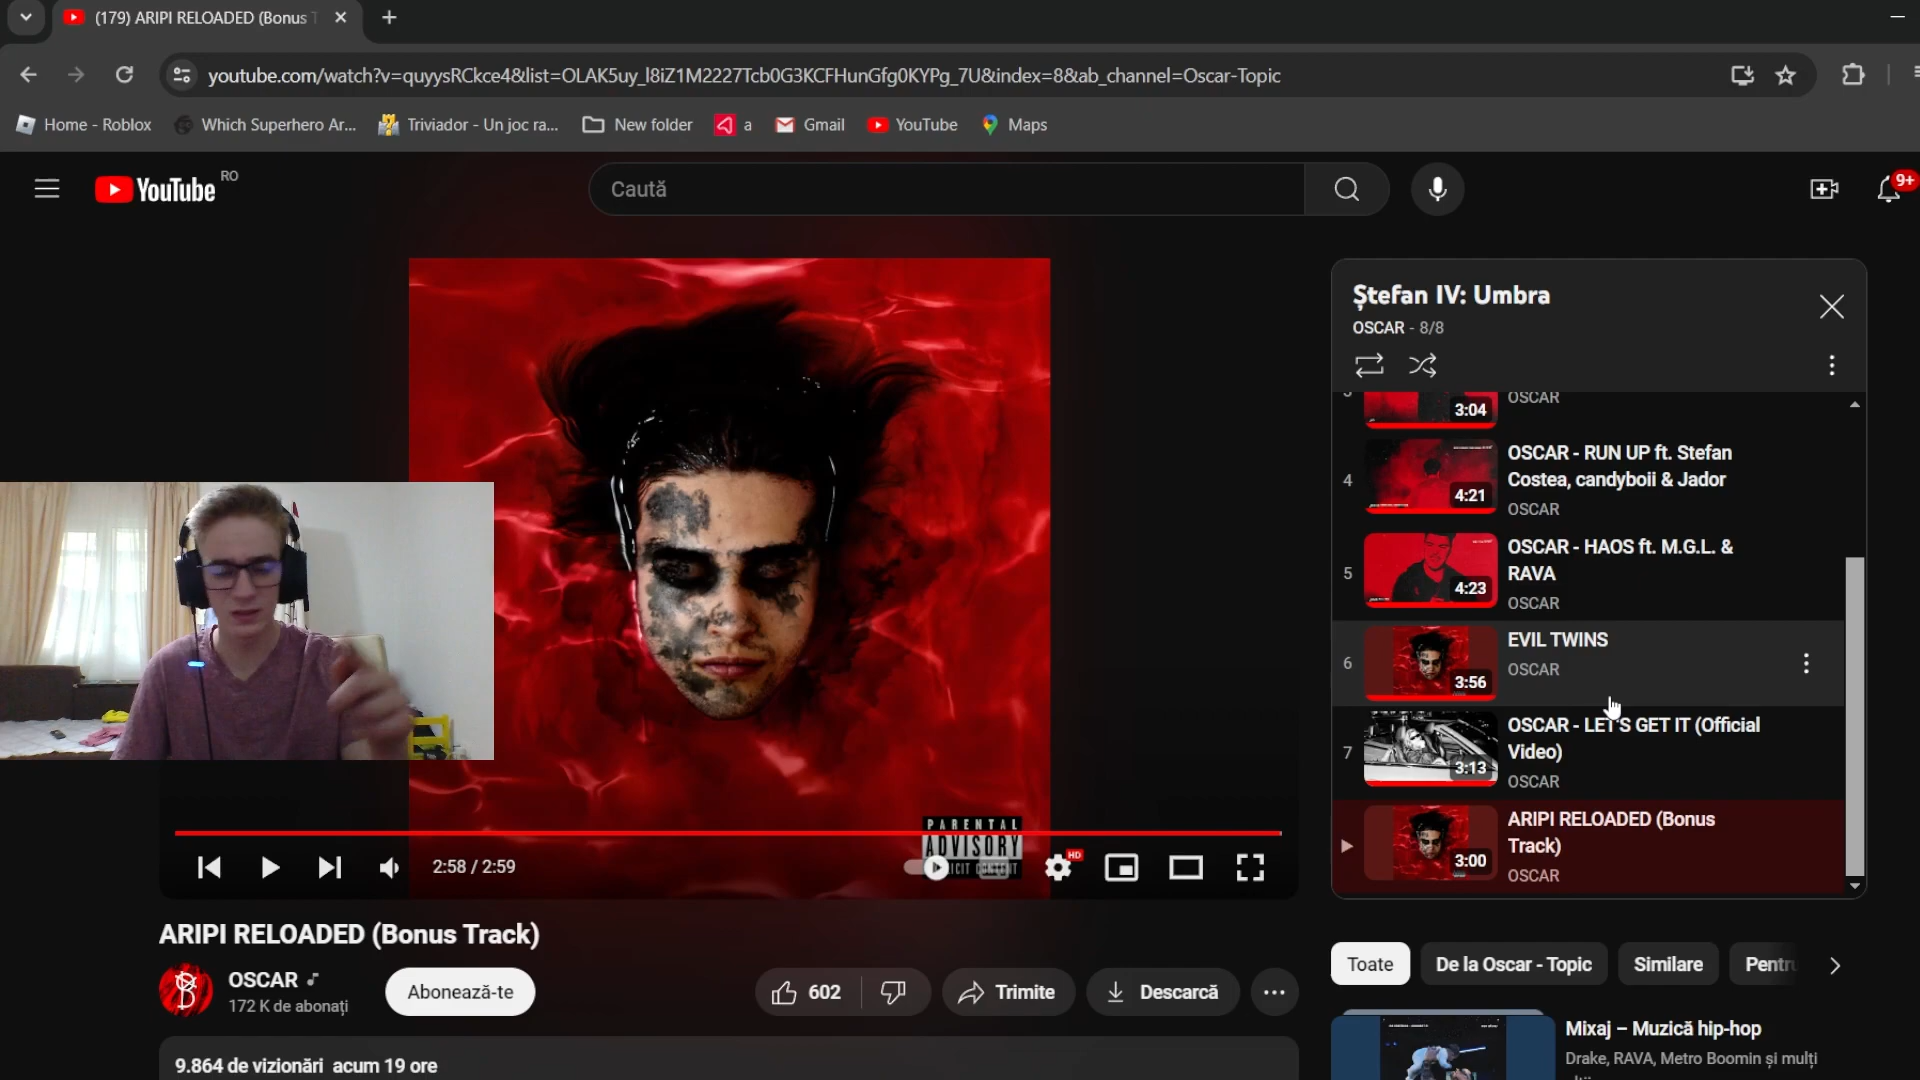 (179) ARIPI RELOADED (Bonus T
youtube.com/watch?v=quyysRCkce4&list=OLAK5uy_l8iZ1M2227Tcb0G3KCFHunGfg0KYPg_7U&index=8&ab_channel=Oscar-Topic
Home - Roblox
Which Superhero Ar...
Triviador - Un joc ra...
New folder
a
Gmail
YouTube
Maps
YouTube RO
Caută
9+
Ștefan IV: Umbra
OSCAR - 8/8
3:04
OSCAR
4
4:21
OSCAR - RUN UP ft. Stefan
Costea, candyboii & Jador
OSCAR
5
4:23
OSCAR - HAOS ft. M.G.L. &
RAVA
OSCAR
6
3:56
EVIL TWINS
OSCAR
7
3:13
OSCAR - LET'S GET IT (Official
Video)
OSCAR
3:00
ARIPI RELOADED (Bonus
Track)
OSCAR
PARENTAL
ADVISORY
2:58 / 2:59
HD
ARIPI RELOADED (Bonus Track)
OSCAR
172 K de abonați
Abonează-te
602
Trimite
Descarcă
9.864 de vizionări acum 19 ore
Toate
De la Oscar - Topic
Similare
Pentru
Mixaj – Muzică hip-hop
Drake, RAVA, Metro Boomin și mulți